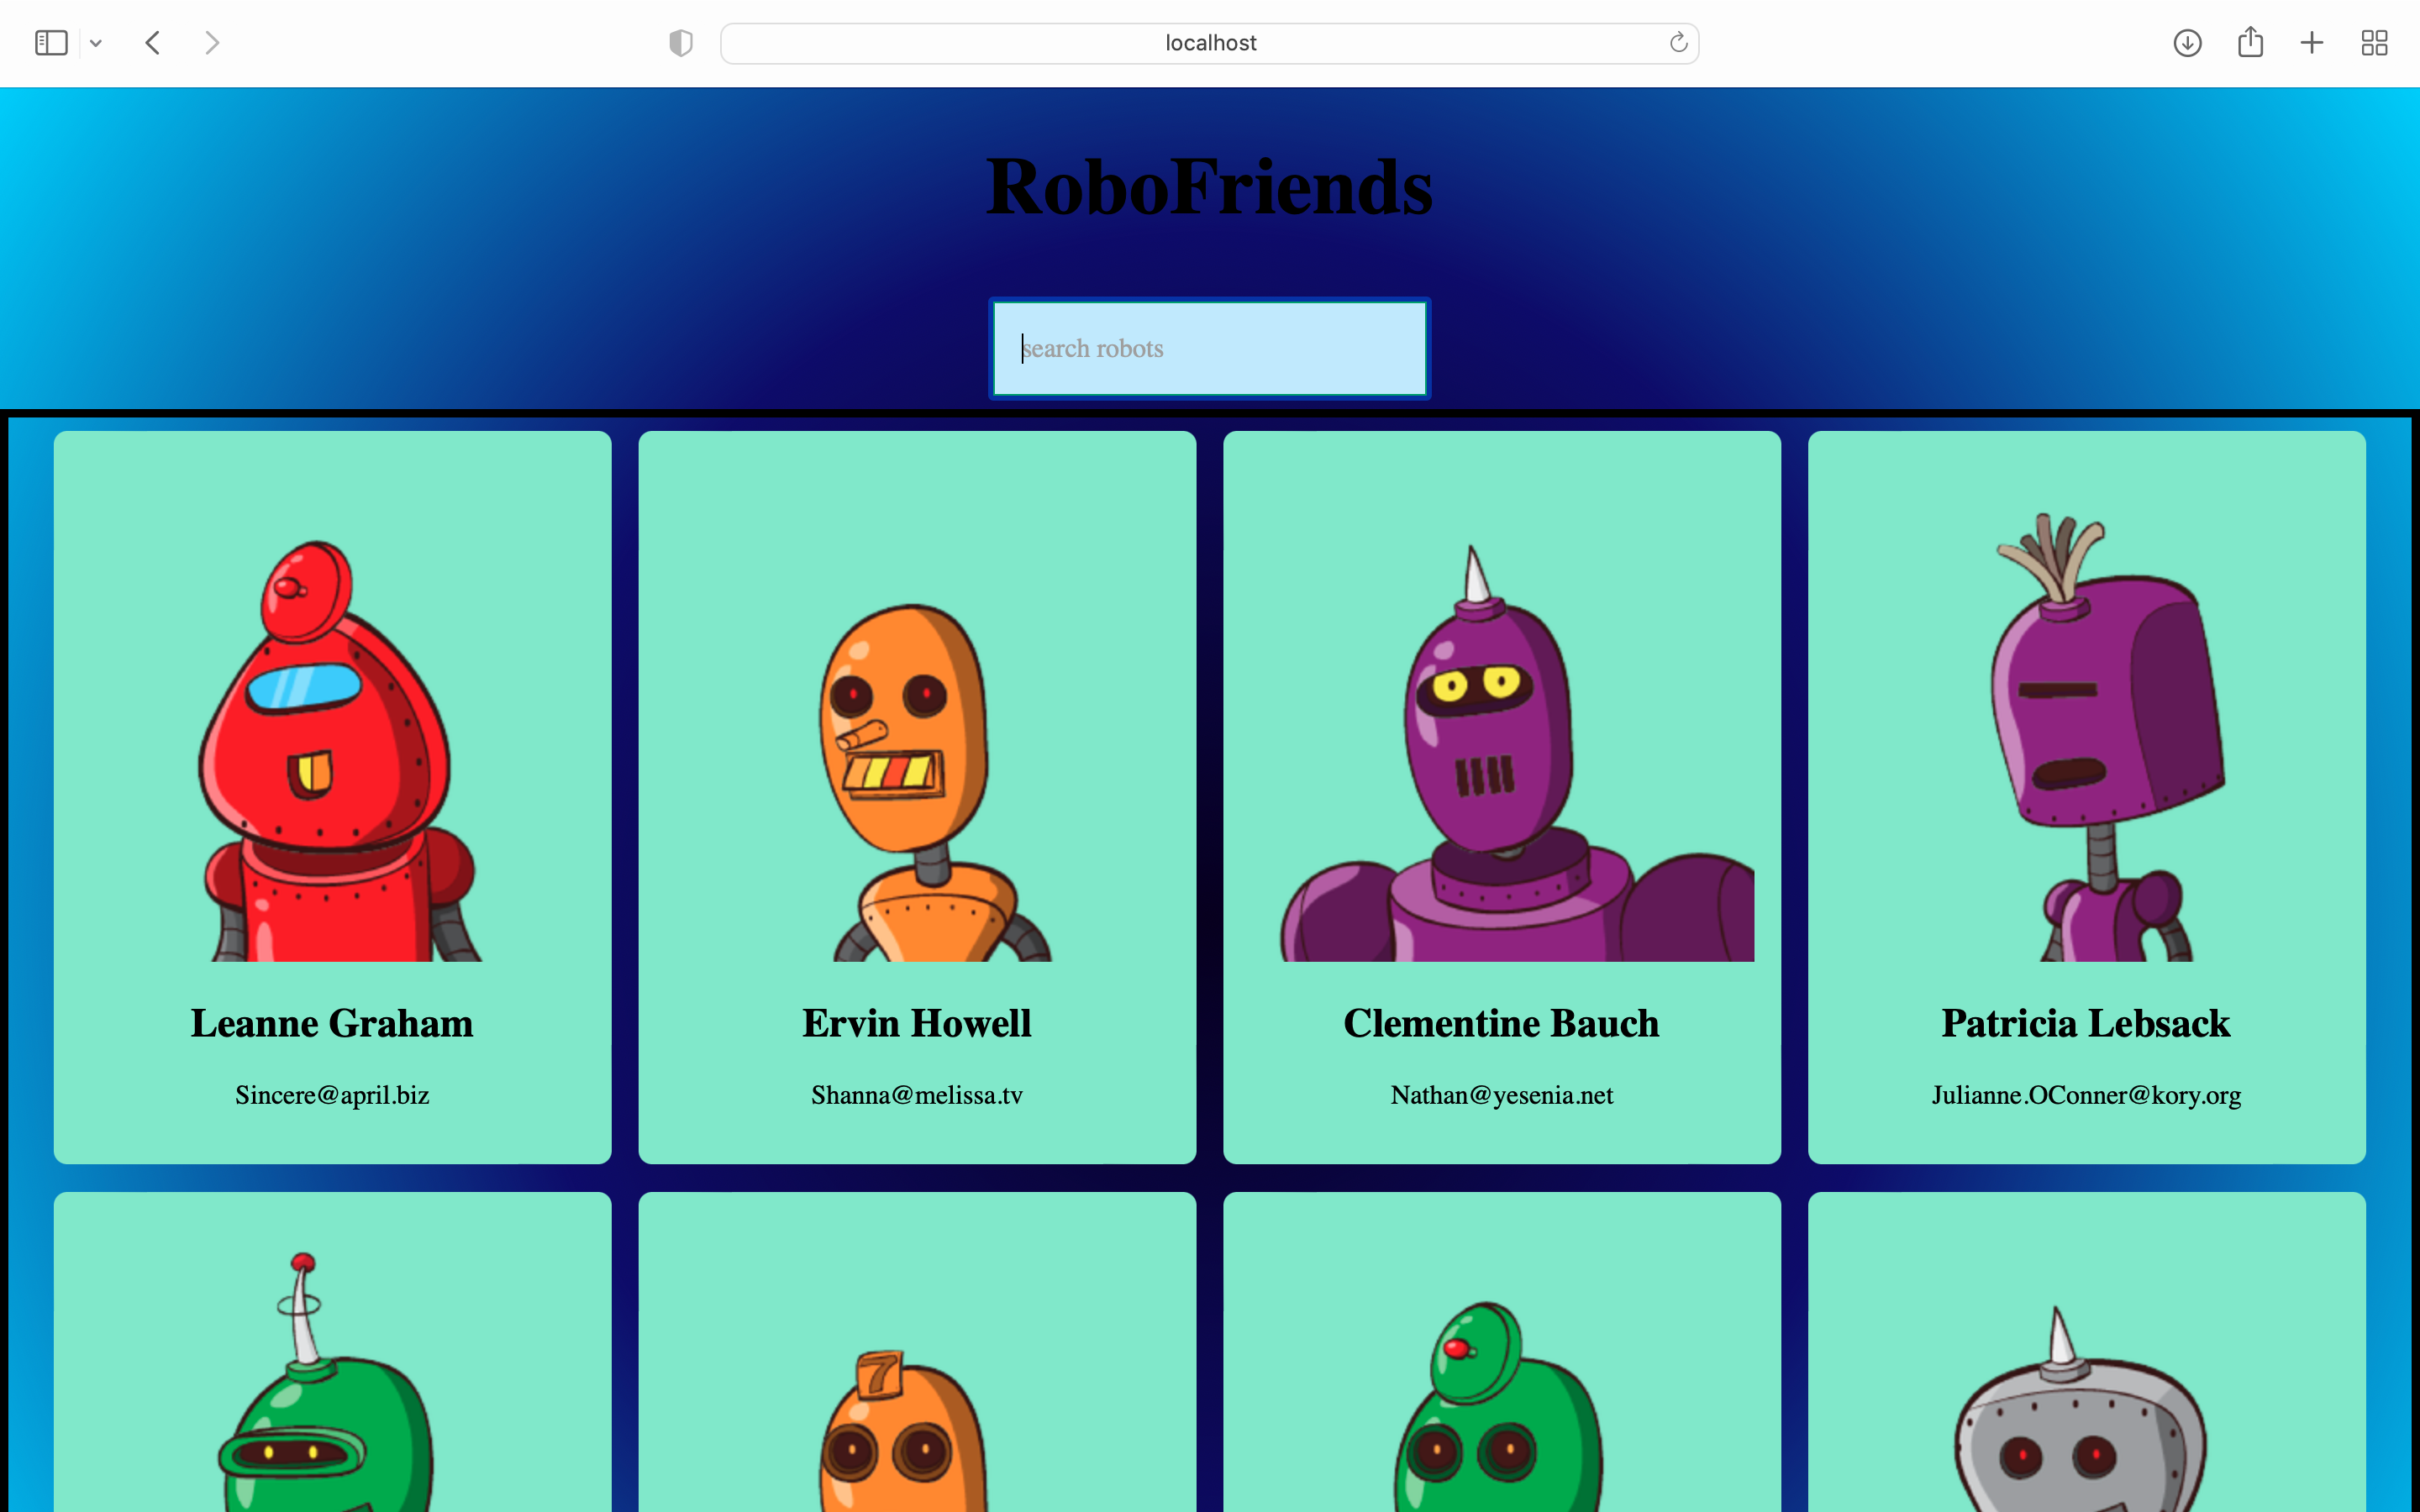 localhost
RoboFriends
search robots
Leanne Graham
Sincere@april.biz
Ervin Howell
Shanna@melissa.tv
Clementine Bauch
Nathan@yesenia.net
Patricia Lebsack
Julianne.OConner@kory.org
7